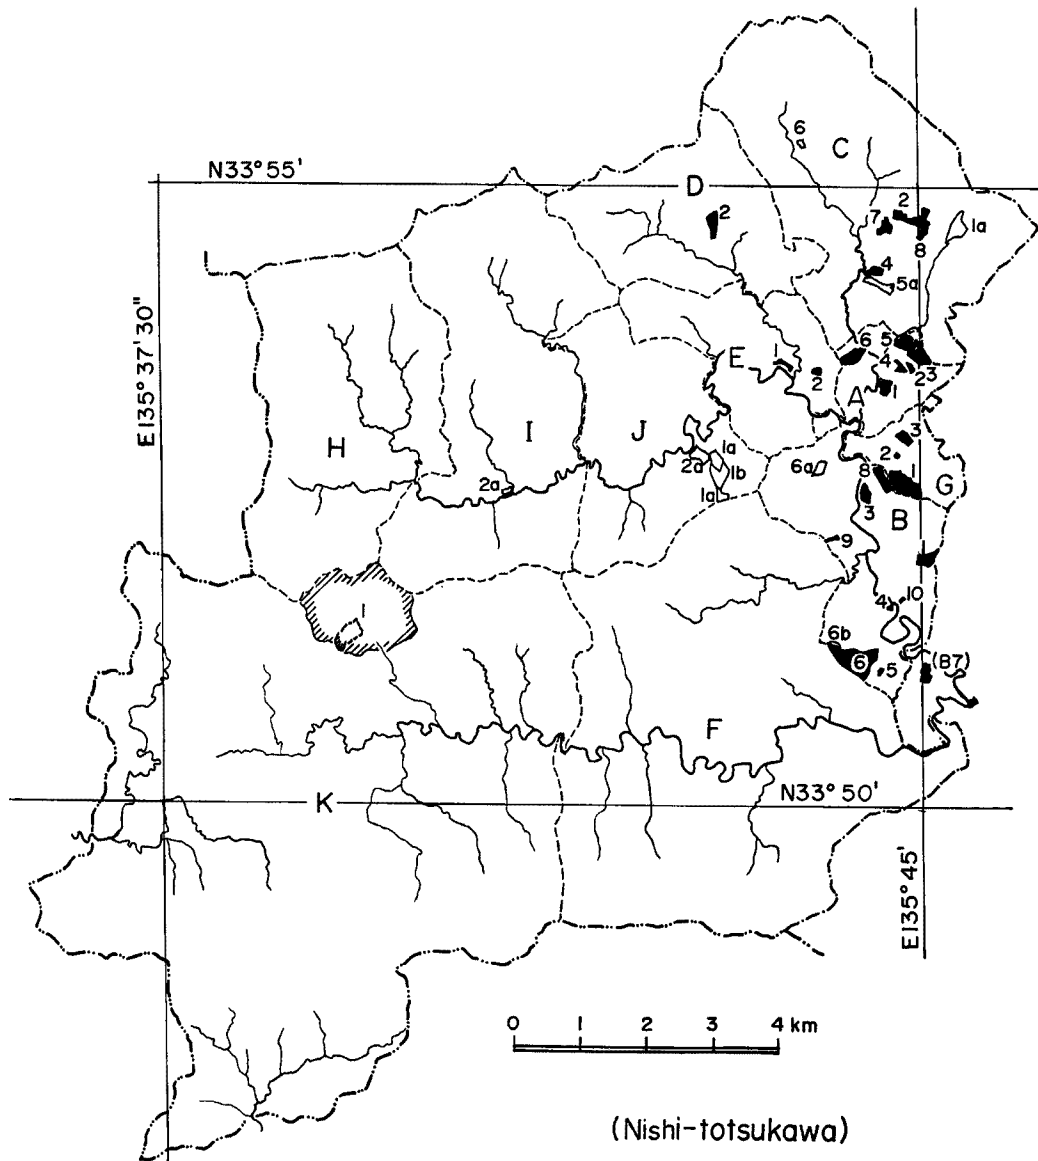 6a
C
N33°55'
D
2
2
7
8
1a
4
5a
E135°37'30"
6
5
E
1
2
4
2
3
A
1
3
H
I
J
1a
2a
1b
1a
2a
6a
2
8
1
G
3
B
9
1
4
10
6b
6
5
(B7)
F
N33°50'
K
E135°45'
0 1 2 3 4 km
(Nishi-totsukawa)